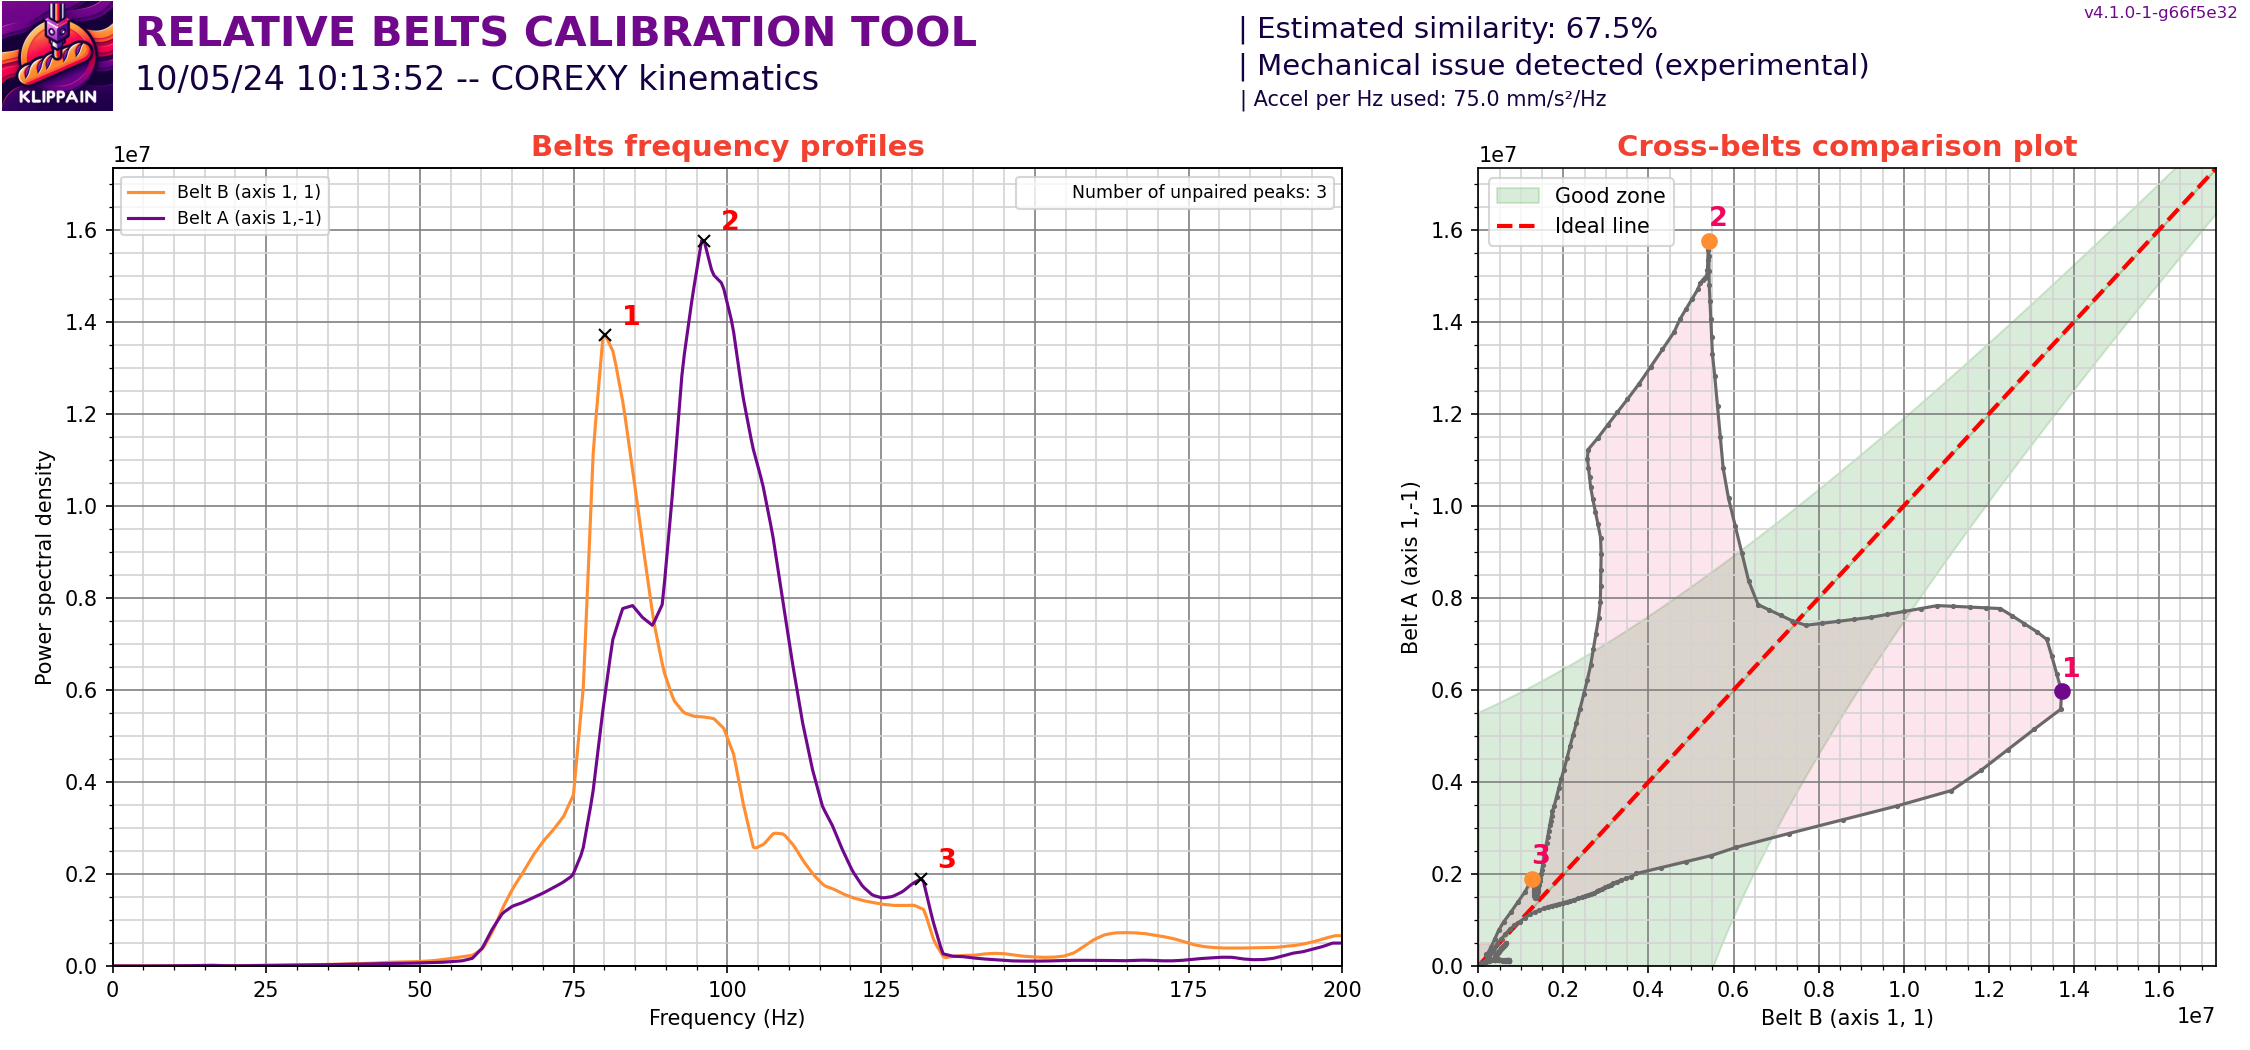 KLIPPAIN
RELATIVE BELTS CALIBRATION TOOL
10/05/24 10:13:52 -- COREXY kinematics
| Estimated similarity: 67.5%
| Mechanical issue detected (experimental)
| Accel per Hz used: 75.0 mm/s²/Hz
v4.1.0-1-g66f5e32
Belts frequency profiles
1e7
Belt B (axis 1, 1)
Belt A (axis 1,-1)
Number of unpaired peaks: 3
1
2
3
Power spectral density
1.6
1.4
1.2
1.0
0.8
0.6
0.4
0.2
0.0
0 25 50 75 100 125 150 175 200
Frequency (Hz)
Cross-belts comparison plot
1e7
Good zone
Ideal line
2
1
3
Belt A (axis 1,-1)
1.6
1.4
1.2
1.0
0.8
0.6
0.4
0.2
0.0
0.0 0.2 0.4 0.6 0.8 1.0 1.2 1.4 1.6
Belt B (axis 1, 1)
1e7